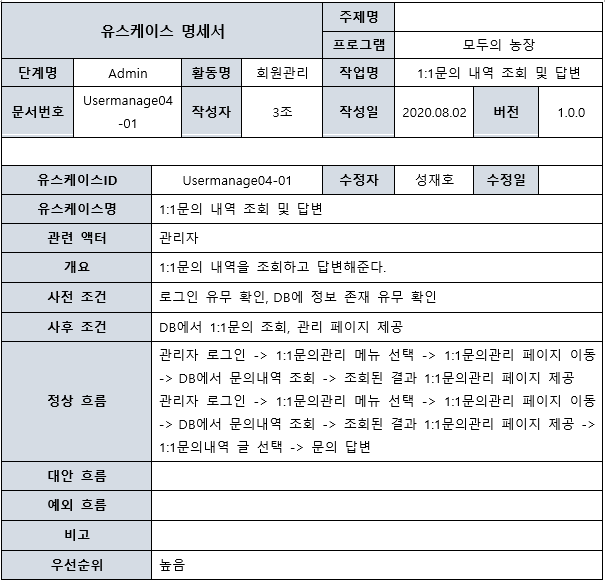 유스케이스 명세서
주제명
프로그램 모두의 농장
단계명 Admin 활동명 회원관리 작업명 1:1문의 내역 조회 및 답변
문서번호 Usermanage04
-01 작성자 3조 작성일 2020.08.02 버전 1.0.0
유스케이스ID Usermanage04-01 수정자 성재호 수정일
유스케이스명 1:1문의 내역 조회 및 답변
관련 액터 관리자
개요 1:1문의 내역을 조회하고 답변해준다.
사전 조건 로그인 유무 확인, DB에 정보 존재 유무 확인
사후 조건 DB에서 1:1문의 조회, 관리 페이지 제공
정상 흐름
관리자 로그인 -> 1:1문의관리 메뉴 선택 -> 1:1문의관리 페이지 이동
-> DB에서 문의내역 조회 -> 조회된 결과 1:1문의관리 페이지 제공
관리자 로그인 -> 1:1문의관리 메뉴 선택 -> 1:1문의관리 페이지 이동
-> DB에서 문의내역 조회 -> 조회된 결과 1:1문의관리 페이지 제공 ->
1:1문의내역 글 선택 -> 문의 답변
대안 흐름
예외 흐름
비고
우선순위 높음